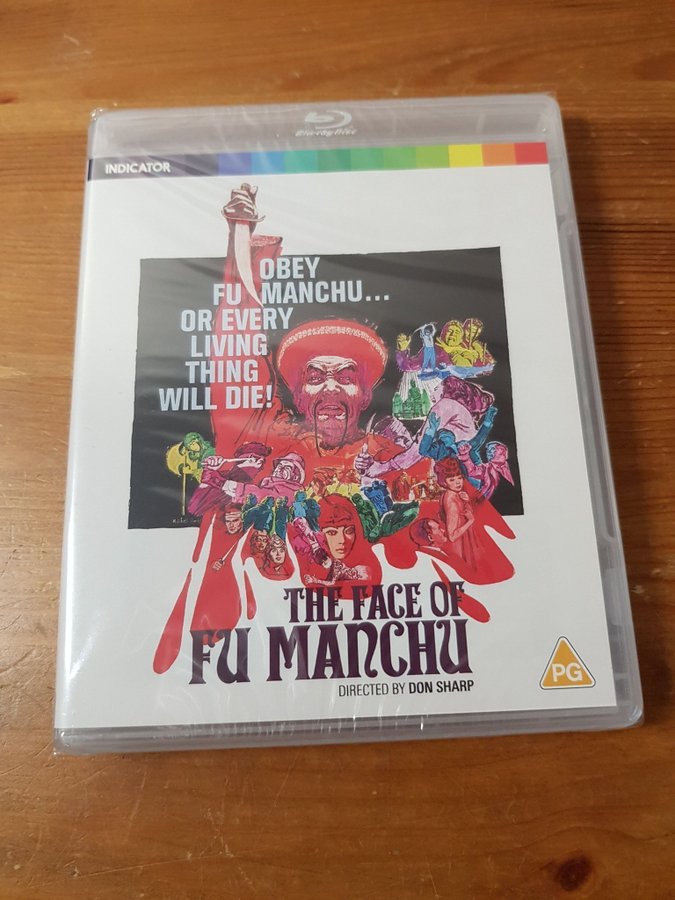 Blu-ray Disc
INDICATOR
OBEY
FU MANCHU...
OR EVERY
LIVING
THING
WILL DIE!
THE FACE OF
FU MANCHU
DIRECTED BY DON SHARP
PG